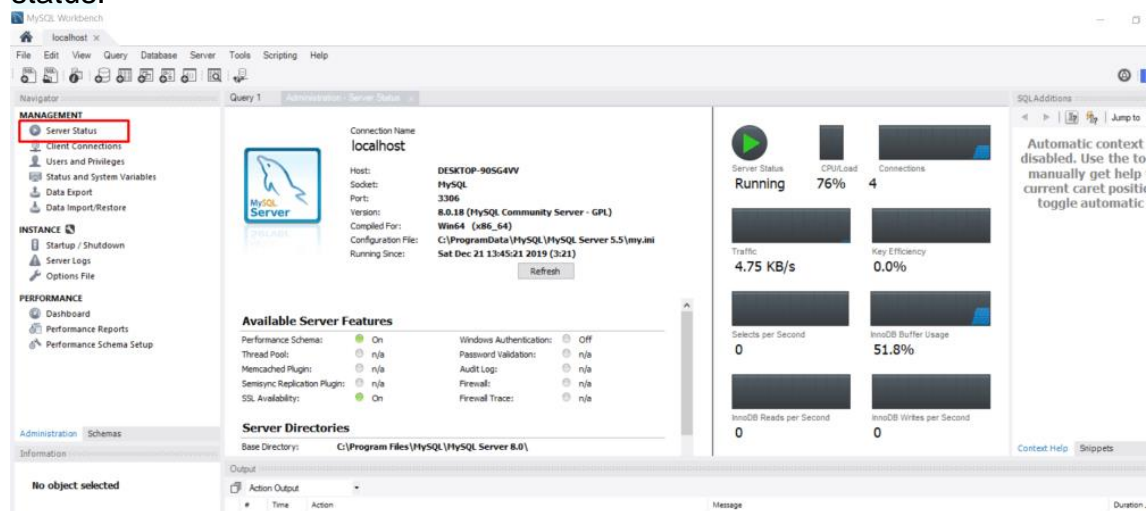 status.
MySQL Workbench
localhost ×
File Edit View Query Database Server Tools Scripting Help
Navigator
MANAGEMENT
Server Status
Client Connections
Users and Privileges
Status and System Variables
Data Export
Data Import/Restore
INSTANCE
Startup / Shutdown
Server Logs
Options File
PERFORMANCE
Dashboard
Performance Reports
Performance Schema Setup
Administration Schemas
Information
No object selected
Query 1 Administration - Server Status ×
MySQL
Server
Connection Name
localhost
Host: DESKTOP-90SG4VV
Socket: MySQL
Port: 3306
Version: 8.0.18 (MySQL Community Server - GPL)
Compiled For: Win64 (x86_64)
Configuration File: C:\ProgramData\MySQL\MySQL Server 5.5\my.ini
Running Since: Sat Dec 21 13:45:21 2019 (3:21)
Refresh
Available Server Features
Performance Schema: On Windows Authentication: Off
Thread Pool: n/a Password Validation: n/a
Memcached Plugin: n/a Audit Log: n/a
Semisync Replication Plugin: n/a Firewall: n/a
SSL Availability: On Firewall Trace: n/a
Server Directories
Base Directory: C:\Program Files\MySQL\MySQL Server 8.0\
Server Status CPU/Load Connections
Running 76% 4
Traffic Key Efficiency
4.75 KB/s 0.0%
Selects per Second InnoDB Buffer Usage
0 51.8%
InnoDB Reads per Second InnoDB Writes per Second
0 0
SQLAdditions
Jump to
Automatic context
disabled. Use the to
manually get help
current caret positi
toggle automatic
Context Help Snippets
Output
Action Output
# Time Action Message Duration